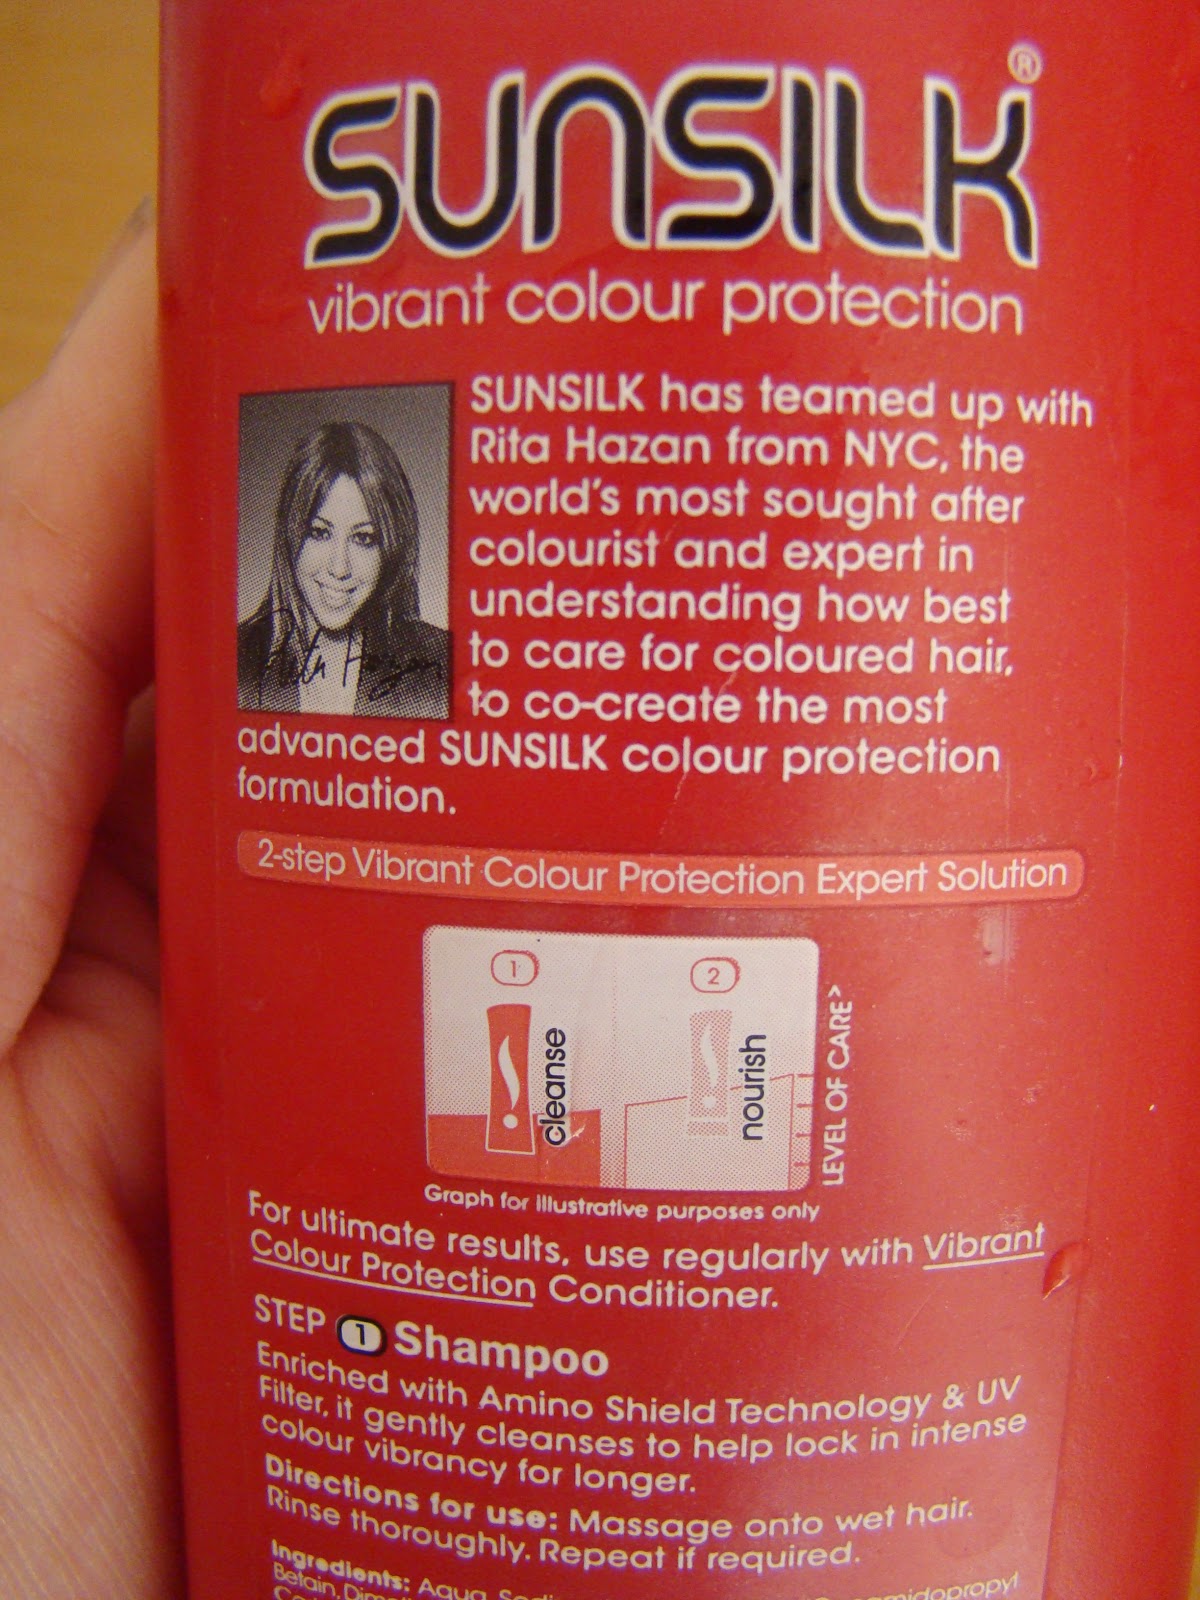 SUNSILK®
vibrant colour protection
SUNSILK has teamed up with
Rita Hazan from NYC, the
world's most sought after
colourist and expert in
understanding how best
to care for coloured hair,
to co-create the most
advanced SUNSILK colour protection
formulation.
Rita Hazan
2-step Vibrant Colour Protection Expert Solution
1 2
cleanse
nourish
LEVEL OF CARE>
Graph for illustrative purposes only
For ultimate results, use regularly with Vibrant
Colour Protection Conditioner.
STEP 1 Shampoo
Enriched with Amino Shield Technology & UV
Filter, it gently cleanses to help lock in intense
colour vibrancy for longer.
Directions for use: Massage onto wet hair.
Rinse thoroughly. Repeat if required.
Ingredients: Aqua,
Betain,